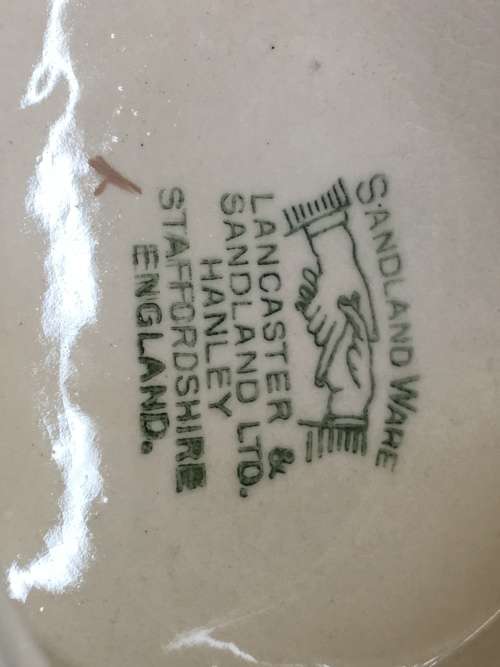 SANDLAND WARE
LANCASTER &
SANDLAND LTD.
HANLEY
STAFFORDSHIRE
ENGLAND.